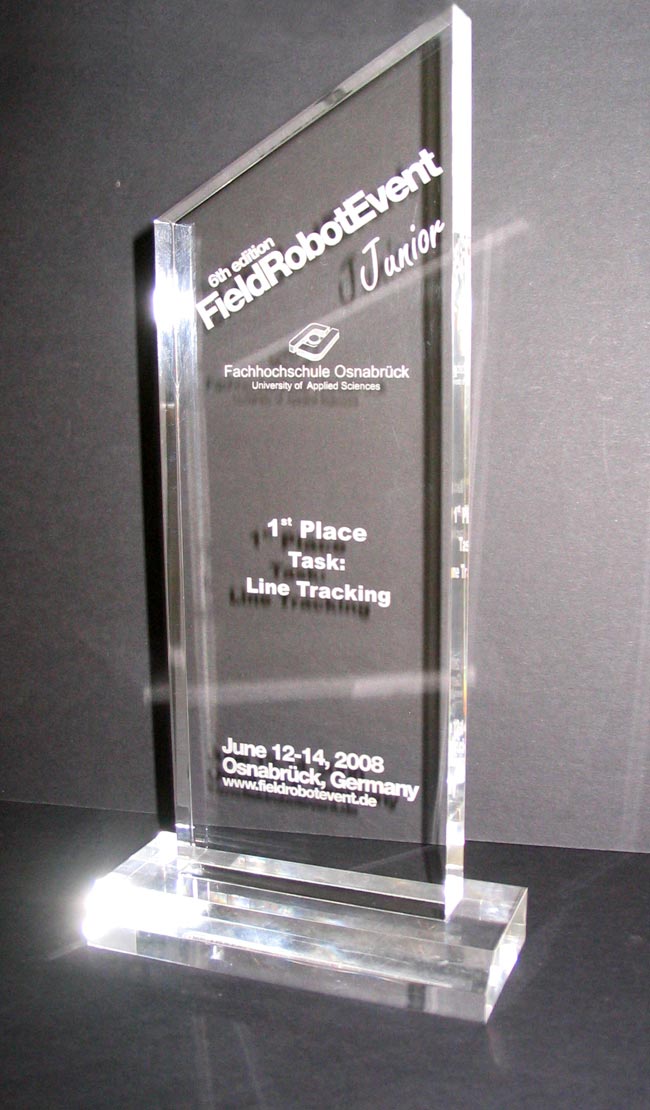 6th edition
FieldRobotEvent
Junior
Fachhochschule Osnabrück
University of Applied Sciences
1st Place
Task:
Line Tracking
June 12-14, 2008
Osnabrück, Germany
www.fieldrobotevent.de